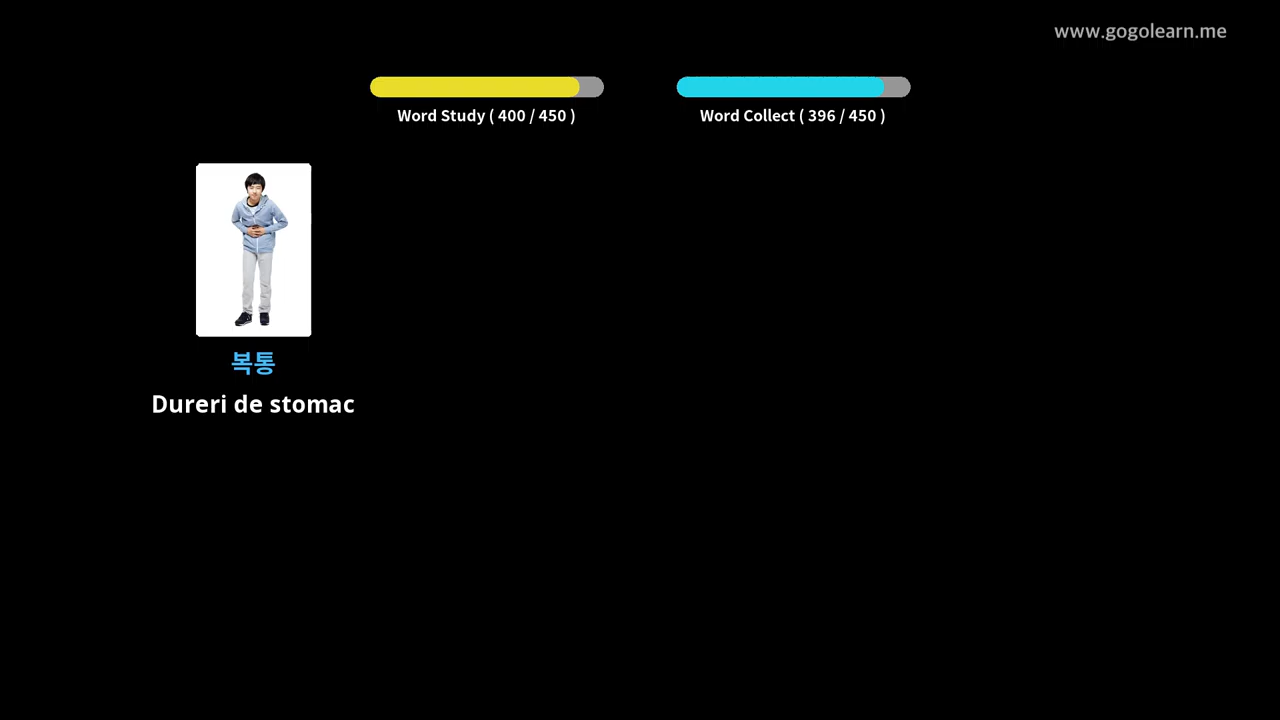 www.gogolearn.me
Word Study ( 400 / 450 )
Word Collect ( 396 / 450 )
복통
Dureri de stomac